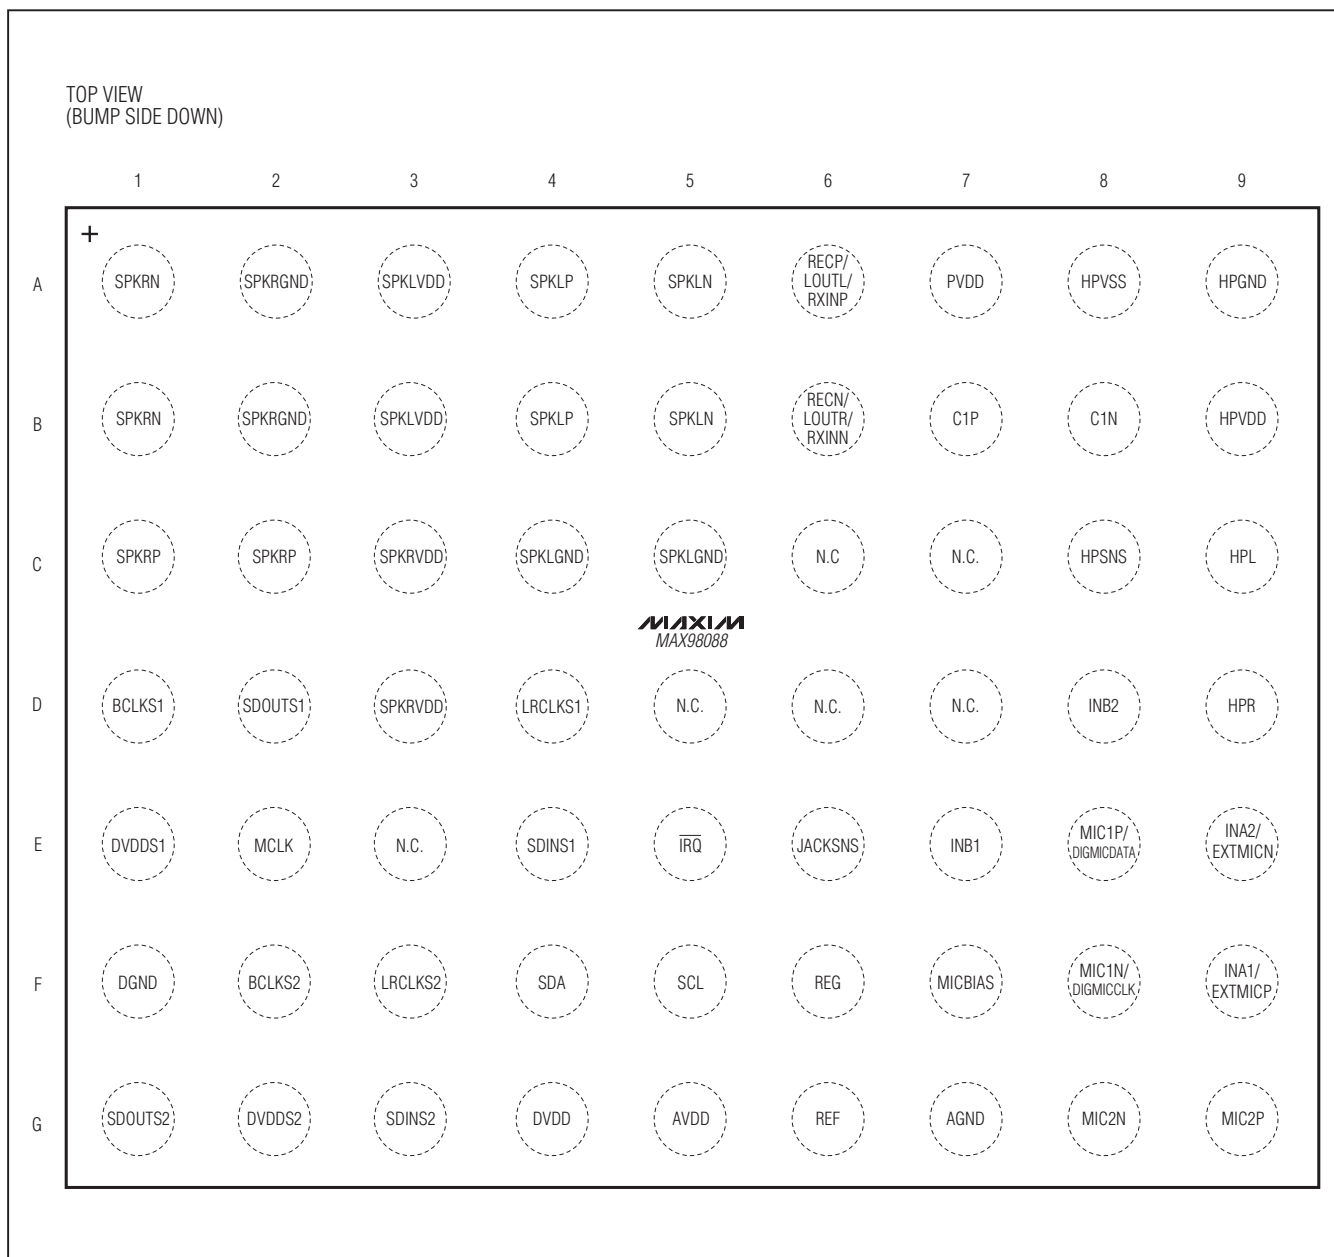 TOP VIEW
(BUMP SIDE DOWN)
1 2 3 4 5 6 7 8 9
+
A SPKRN SPKRGND SPKLVDD SPKLP SPKLN RECP/ LOUTL/ RXINP PVDD HPVSS HPGND
B SPKRN SPKRGND SPKLVDD SPKLP SPKLN RECN/ LOUTR/ RXINN C1P C1N HPVDD
C SPKRP SPKRP SPKRVDD SPKLGND SPKLGND N.C N.C. HPSNS HPL
MAXIM
MAX98088
D BCLKS1 SDOUTS1 SPKRVDD LRCLKS1 N.C. N.C. N.C. INB2 HPR
E DVDDS1 MCLK N.C. SDINS1 IRQ JACKSNS INB1 MIC1P/ DIGMICDATA INA2/ EXTMICN
F DGND BCLKS2 LRCLKS2 SDA SCL REG MICBIAS MIC1N/ DIGMICCLK INA1/ EXTMICP
G SDOUTS2 DVDDS2 SDINS2 DVDD AVDD REF AGND MIC2N MIC2P